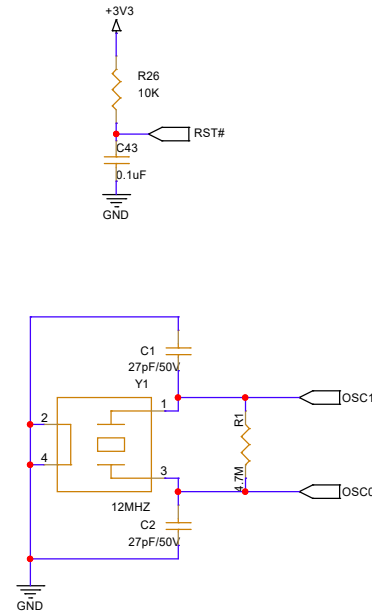 +3V3
R26
10K
RST#
C43
0.1uF
GND
C1
27pF/50V
Y1
1
OSC1
2
R1
4
3
4.7M
OSC0
12MHZ
C2
27pF/50V
GND